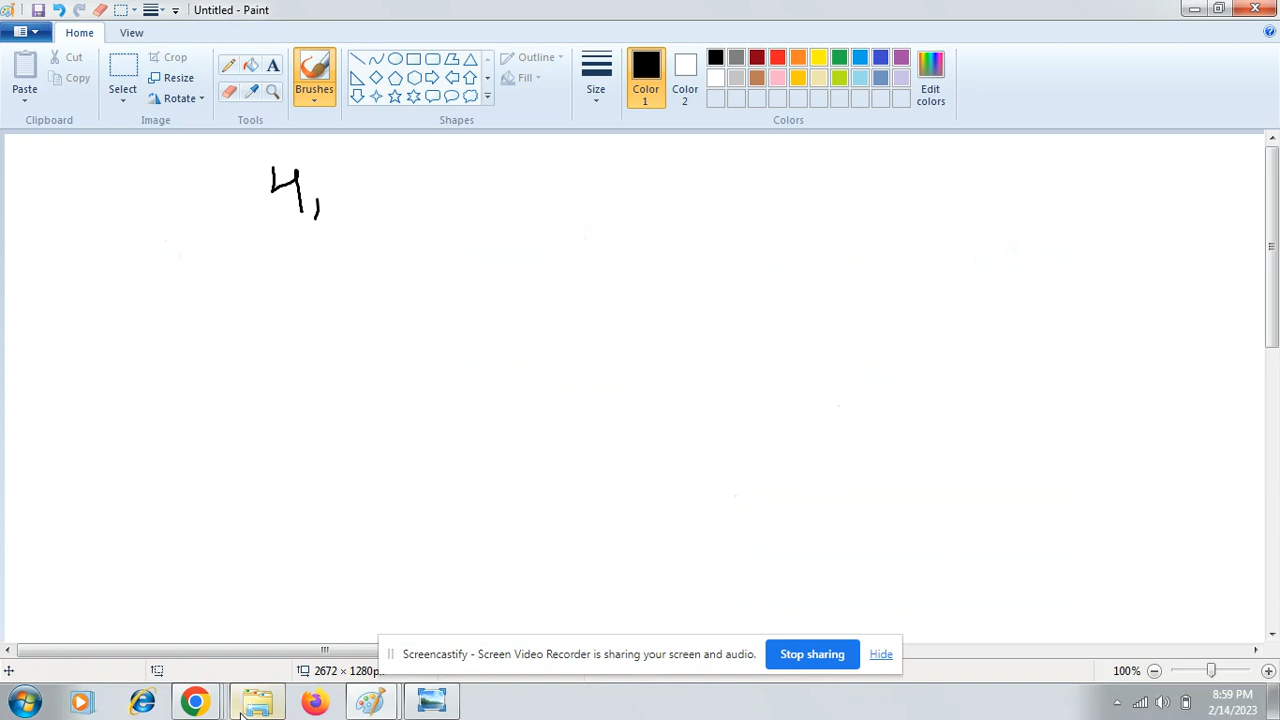 Untitled - Paint
Home View
Paste
Cut
Copy
Clipboard
Select
Crop
Resize
Rotate
Image
Tools
Brushes
Outline
Fill
Shapes
Size
Color 1
Color 2
Edit colors
Colors
4,
Screencastify - Screen Video Recorder is sharing your screen and audio. Stop sharing Hide
2672 × 1280px
100%
8:59 PM
2/14/2023